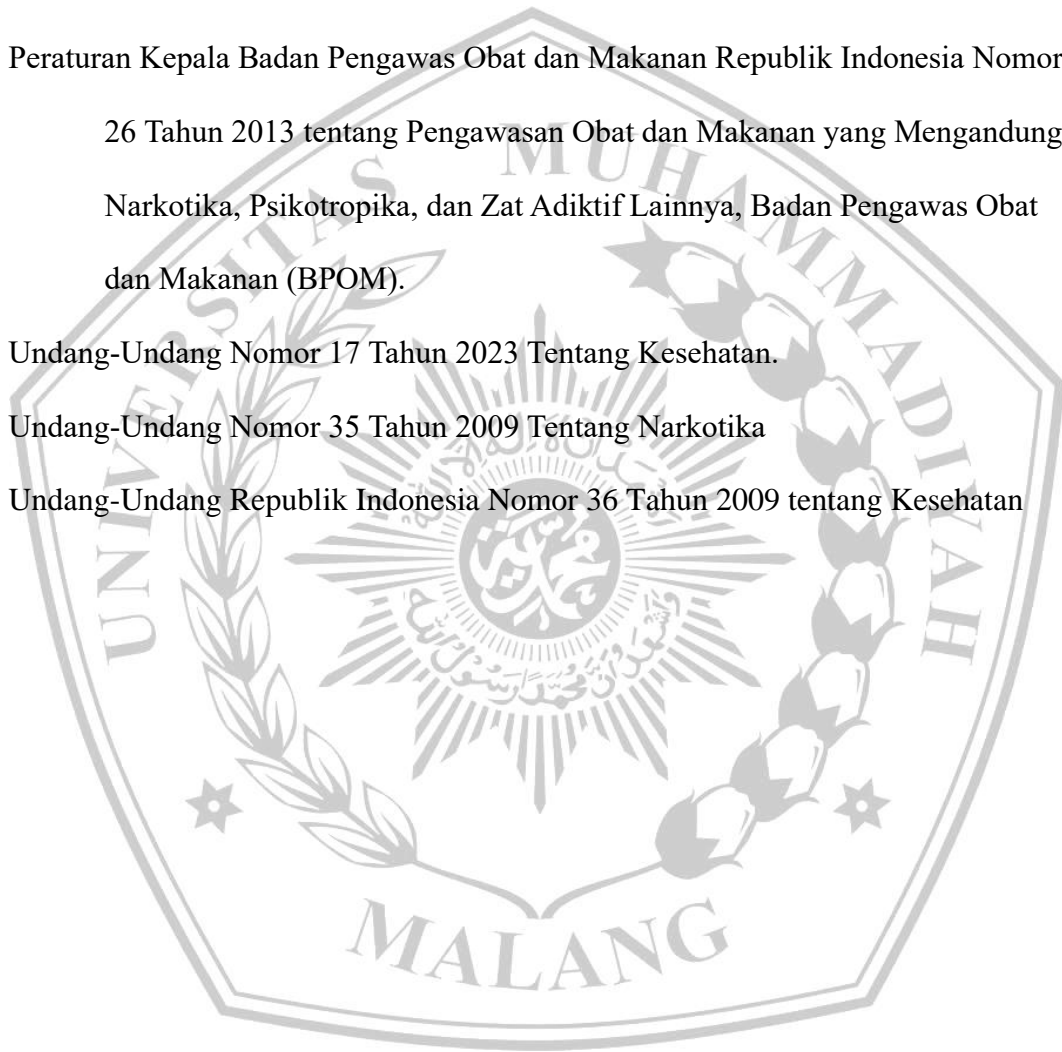 Peraturan Kepala Badan Pengawas Obat dan Makanan Republik Indonesia Nomor
26 Tahun 2013 tentang Pengawasan Obat dan Makanan yang Mengandung
Narkotika, Psikotropika, dan Zat Adiktif Lainnya, Badan Pengawas Obat
dan Makanan (BPOM).
Undang-Undang Nomor 17 Tahun 2023 Tentang Kesehatan.
Undang-Undang Nomor 35 Tahun 2009 Tentang Narkotika
Undang-Undang Republik Indonesia Nomor 36 Tahun 2009 tentang Kesehatan
UNIVERSITAS MUHAMMADIYAH
MALANG